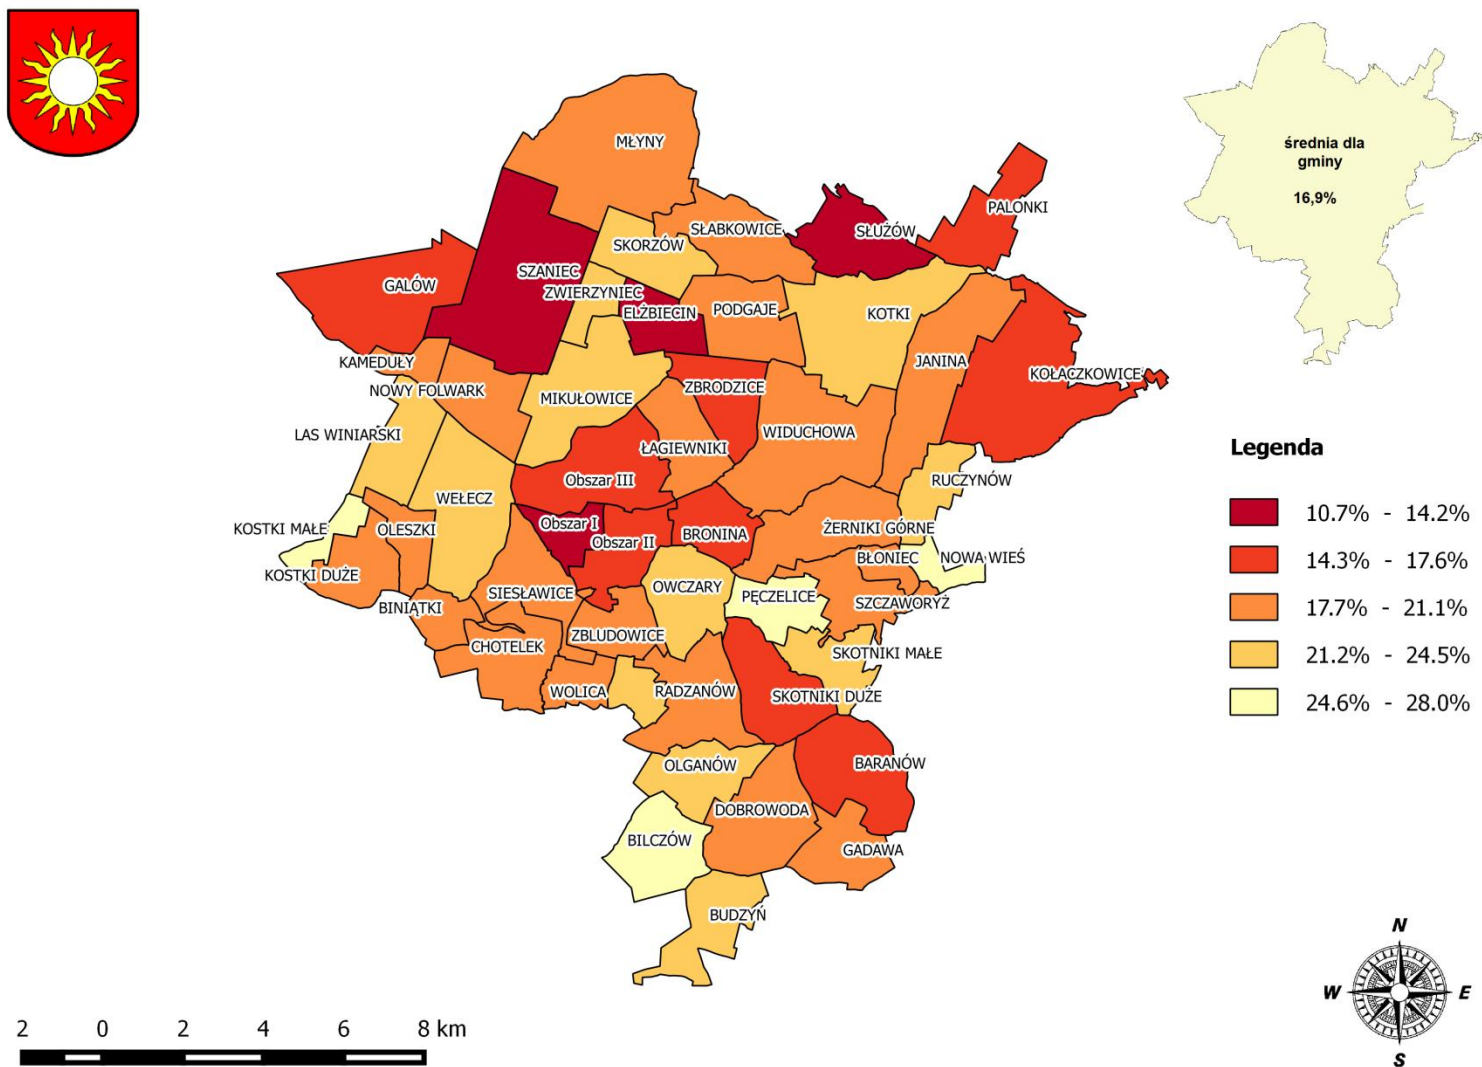 MŁYNY
średnia dla
gminy
16,9%
PALONKI
SŁABKOWICE
SŁUŻÓW
SKORZÓW
SZANIEC
GALÓW
ZWIERZYNIEC
ELŻBIECIN
PODGAJE
KOTKI
KAMEDUŁY
JANINA
KOŁACZKOWICE
NOWY FOLWARK
ZBRODZICE
MIKUŁOWICE
LAS WINIARSKI
WIDUCHOWA
ŁAGIEWNIKI
Legenda
Obszar III
RUCZYNÓW
WEŁECZ
10.7% - 14.2%
KOSTKI MAŁE
OLESZKI
Obszar I
Obszar II
BRONINA
ŻERNIKI GÓRNE
14.3% - 17.6%
BŁONIEC
NOWA WIEŚ
KOSTKI DUŻE
OWCZARY
PĘCZELICE
SIESŁAWICE
SZCZAWORYŻ
BINIĄTKI
17.7% - 21.1%
ZBLUDOWICE
CHOTELEK
SKOTNIKI MAŁE
21.2% - 24.5%
WOLICA
RADZANÓW
SKOTNIKI DUŻE
24.6% - 28.0%
OLGANÓW
BARANÓW
DOBROWODA
BILCZÓW
GADAWA
BUDZYŃ
N
W
E
S
2 0 2 4 6 8 km